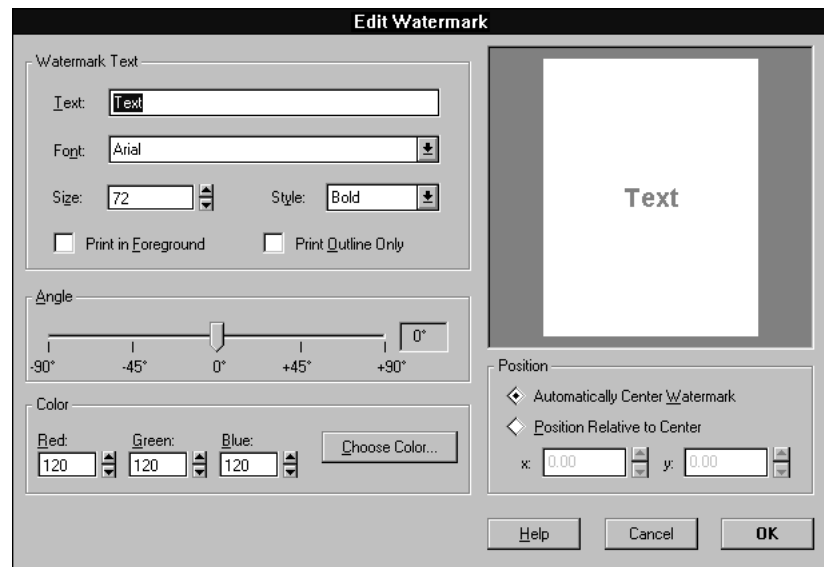 Edit Watermark
Watermark Text
Text: Text
Font: Arial
Size: 72 Style: Bold
Print in Foreground Print Outline Only
Text
Angle
0°
-90° -45° 0° +45° +90°
Color
Red: Green: Blue:
120 120 120 Choose Color...
Position
Automatically Center Watermark
Position Relative to Center
x: 0.00 y: 0.00
Help Cancel OK